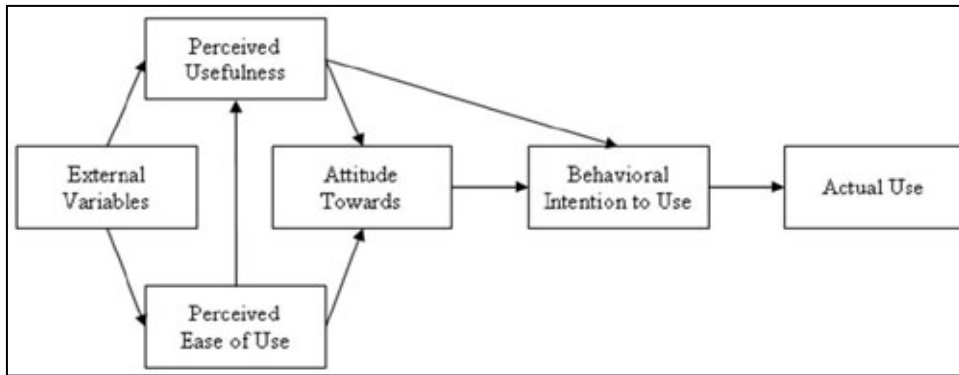 Perceived
Usefulness
External
Variables
Attitude
Towards
Behavioral
Intention to Use
Actual Use
Perceived
Ease of Use